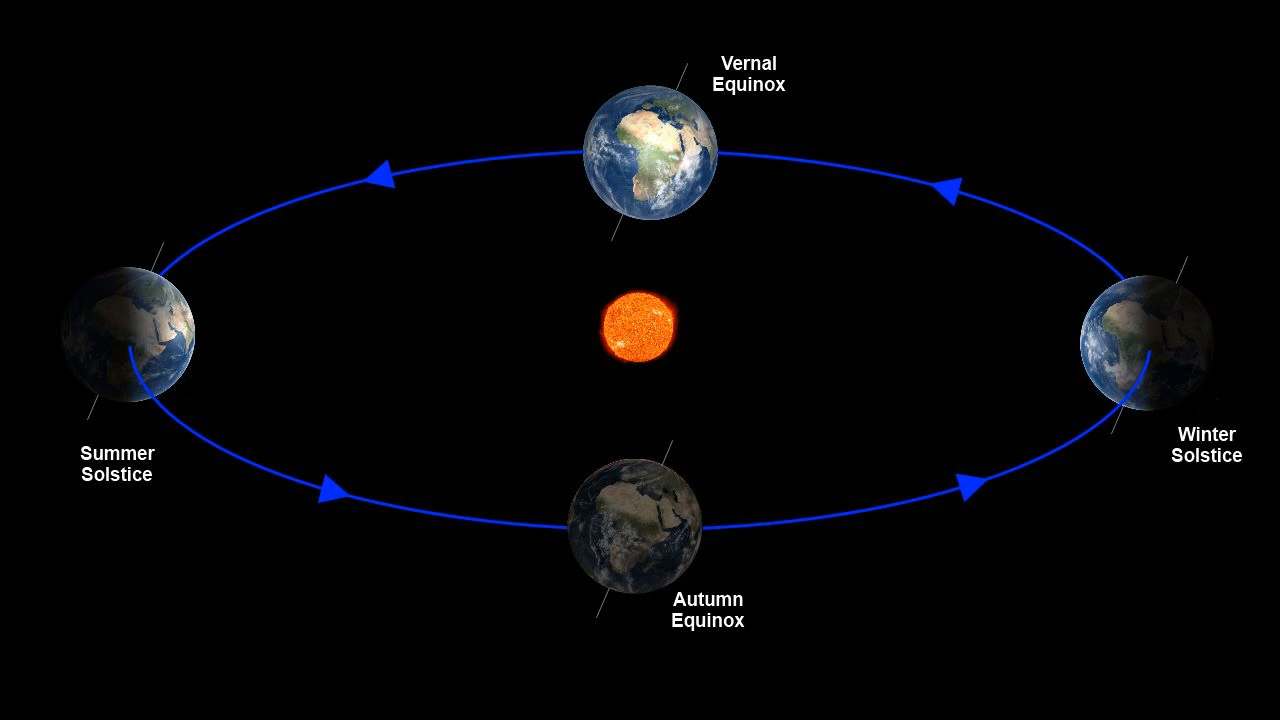 Vernal
Equinox
Summer
Solstice
Winter
Solstice
Autumn
Equinox